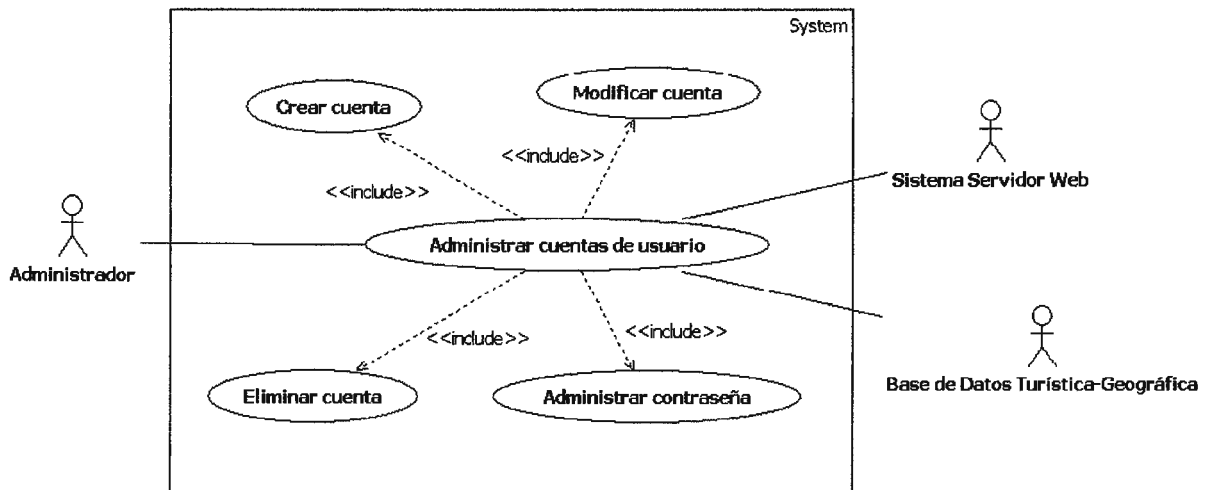 System
Crear cuenta
Modificar cuenta
<<include>>
<<include>>
Sistema Servidor Web
Administrar cuentas de usuario
Administrador
<<include>>
<<include>>
Eliminar cuenta
Administrar contraseña
Base de Datos Turística-Geográfica